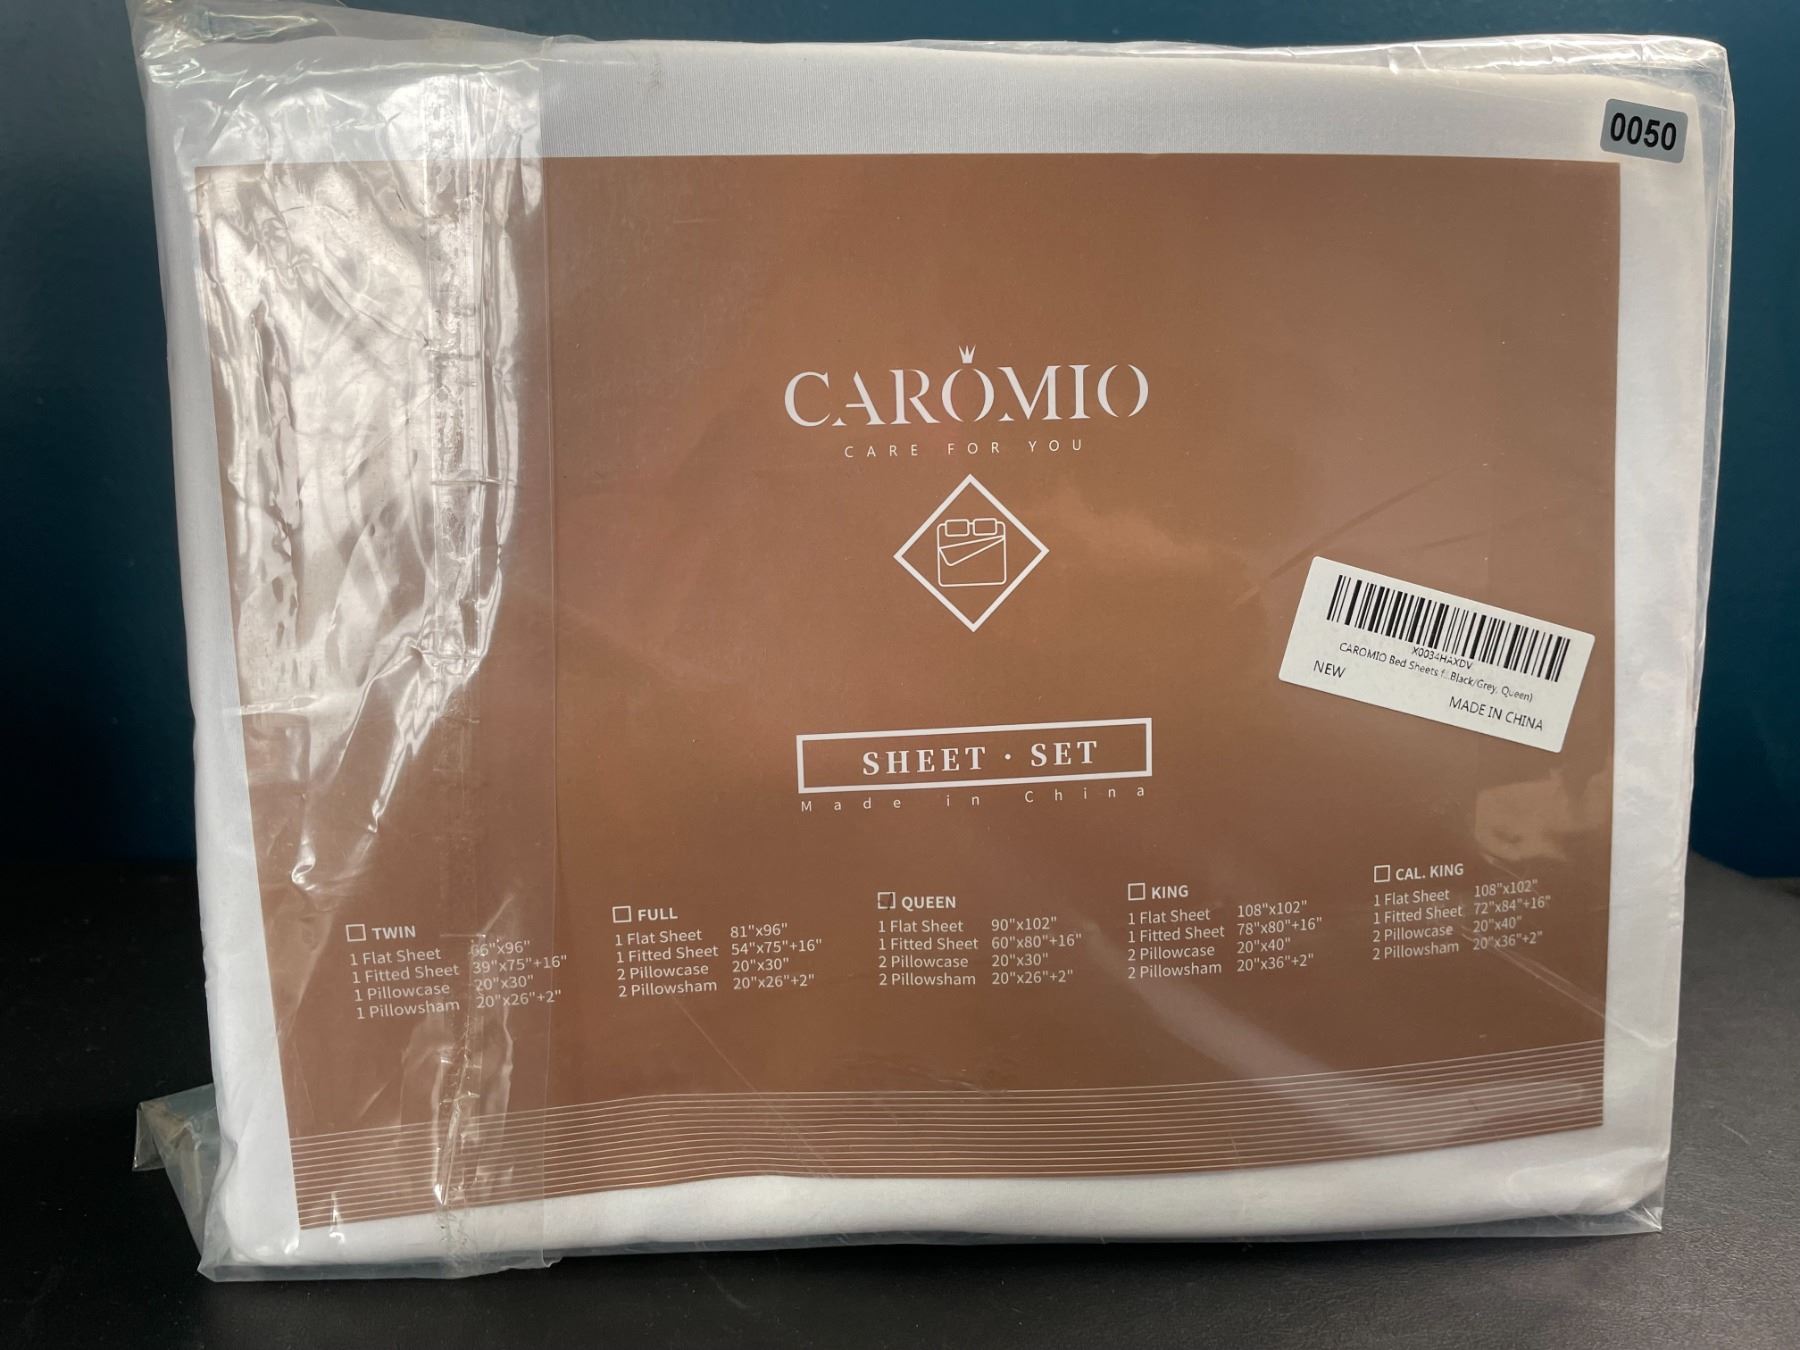 0050
CAROMIO
CARE FOR YOU
X0034HAXDV
CAROMIO Bed Sheets f...Black/Grey, Queen)
NEW
MADE IN CHINA
SHEET · SET
Made in China
TWIN
1 Flat Sheet 66"x96"
1 Fitted Sheet 39"x75"+16"
1 Pillowcase 20"x30"
1 Pillowsham 20"x26"+2"
FULL
1 Flat Sheet 81"x96"
1 Fitted Sheet 54"x75"+16"
2 Pillowcase 20"x30"
2 Pillowsham 20"x26"+2"
QUEEN
1 Flat Sheet 90"x102"
1 Fitted Sheet 60"x80"+16"
2 Pillowcase 20"x30"
2 Pillowsham 20"x26"+2"
KING
1 Flat Sheet 108"x102"
1 Fitted Sheet 78"x80"+16"
2 Pillowcase 20"x40"
2 Pillowsham 20"x36"+2"
CAL. KING
1 Flat Sheet 108"x102"
1 Fitted Sheet 72"x84"+16"
2 Pillowcase 20"x40"
2 Pillowsham 20"x36"+2"